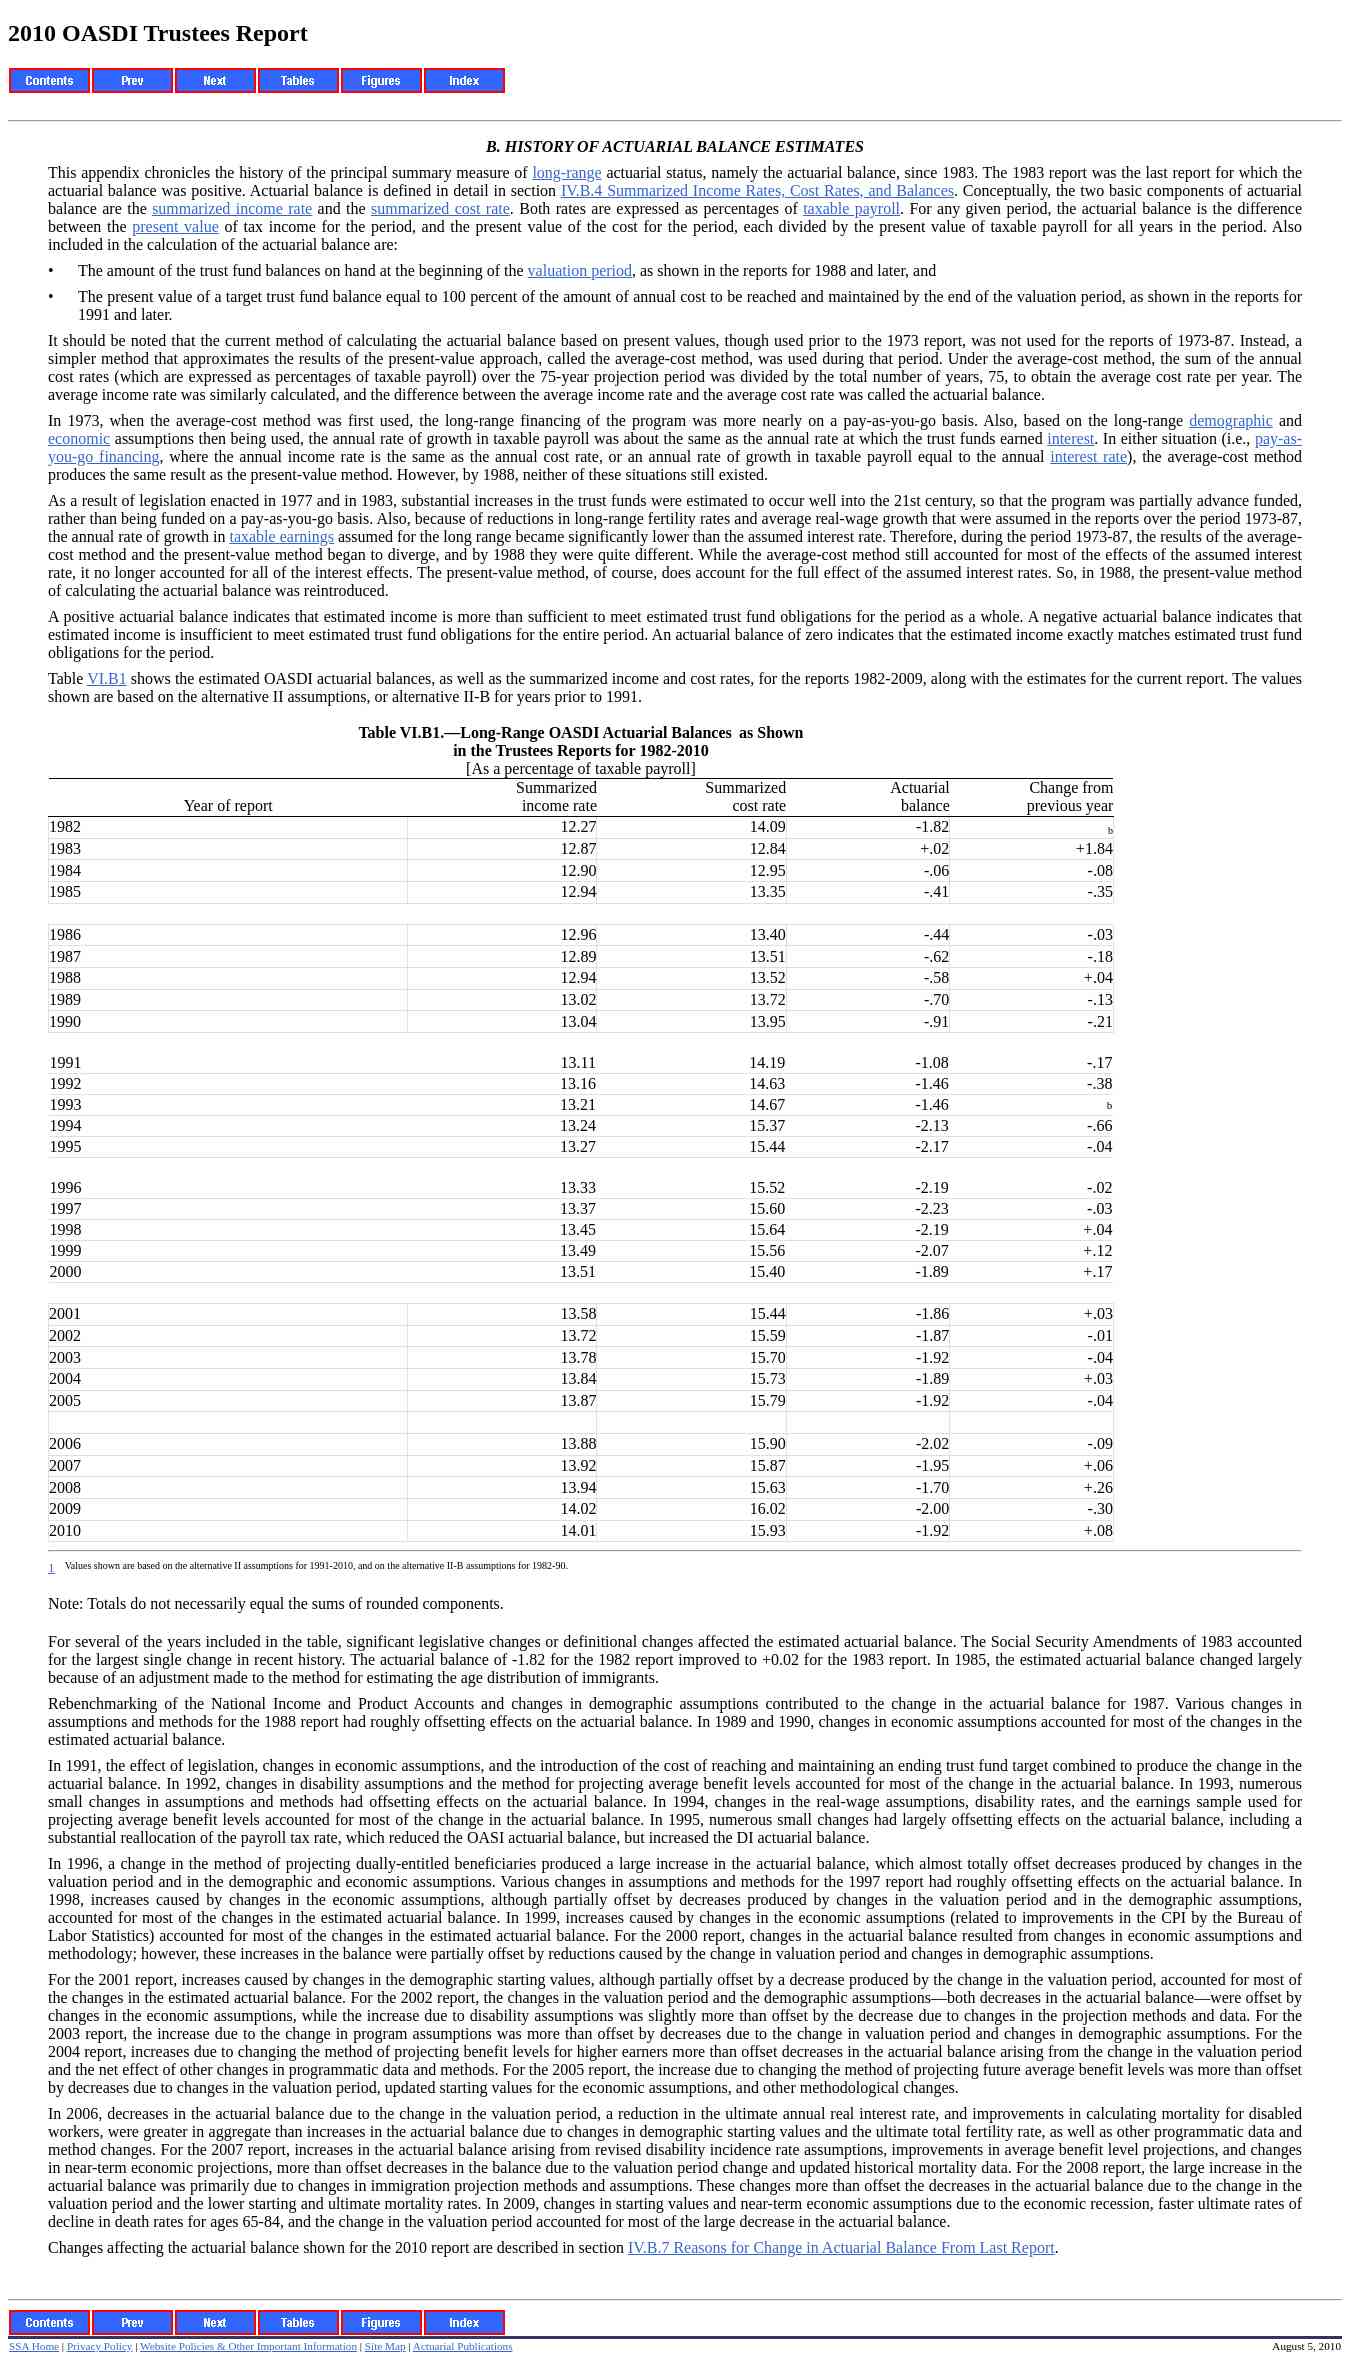 2010 OASDI Trustees Report
Contents Prev Next Tables Figures Index
B. HISTORY OF ACTUARIAL BALANCE ESTIMATES
This appendix chronicles the history of the principal summary measure of long-range actuarial status, namely the actuarial balance, since 1983. The 1983 report was the last report for which the
actuarial balance was positive. Actuarial balance is defined in detail in section IV.B.4 Summarized Income Rates, Cost Rates, and Balances. Conceptually, the two basic components of actuarial
balance are the summarized income rate and the summarized cost rate. Both rates are expressed as percentages of taxable payroll. For any given period, the actuarial balance is the difference
between the present value of tax income for the period, and the present value of the cost for the period, each divided by the present value of taxable payroll for all years in the period. Also
included in the calculation of the actuarial balance are:
• The amount of the trust fund balances on hand at the beginning of the valuation period, as shown in the reports for 1988 and later, and
• The present value of a target trust fund balance equal to 100 percent of the amount of annual cost to be reached and maintained by the end of the valuation period, as shown in the reports for
1991 and later.
It should be noted that the current method of calculating the actuarial balance based on present values, though used prior to the 1973 report, was not used for the reports of 1973-87. Instead, a
simpler method that approximates the results of the present-value approach, called the average-cost method, was used during that period. Under the average-cost method, the sum of the annual
cost rates (which are expressed as percentages of taxable payroll) over the 75-year projection period was divided by the total number of years, 75, to obtain the average cost rate per year. The
average income rate was similarly calculated, and the difference between the average income rate and the average cost rate was called the actuarial balance.
In 1973, when the average-cost method was first used, the long-range financing of the program was more nearly on a pay-as-you-go basis. Also, based on the long-range demographic and
economic assumptions then being used, the annual rate of growth in taxable payroll was about the same as the annual rate at which the trust funds earned interest. In either situation (i.e., pay-as-
you-go financing, where the annual income rate is the same as the annual cost rate, or an annual rate of growth in taxable payroll equal to the annual interest rate), the average-cost method
produces the same result as the present-value method. However, by 1988, neither of these situations still existed.
As a result of legislation enacted in 1977 and in 1983, substantial increases in the trust funds were estimated to occur well into the 21st century, so that the program was partially advance funded,
rather than being funded on a pay-as-you-go basis. Also, because of reductions in long-range fertility rates and average real-wage growth that were assumed in the reports over the period 1973-87,
the annual rate of growth in taxable earnings assumed for the long range became significantly lower than the assumed interest rate. Therefore, during the period 1973-87, the results of the average-
cost method and the present-value method began to diverge, and by 1988 they were quite different. While the average-cost method still accounted for most of the effects of the assumed interest
rate, it no longer accounted for all of the interest effects. The present-value method, of course, does account for the full effect of the assumed interest rates. So, in 1988, the present-value method
of calculating the actuarial balance was reintroduced.
A positive actuarial balance indicates that estimated income is more than sufficient to meet estimated trust fund obligations for the period as a whole. A negative actuarial balance indicates that
estimated income is insufficient to meet estimated trust fund obligations for the entire period. An actuarial balance of zero indicates that the estimated income exactly matches estimated trust fund
obligations for the period.
Table VI.B1 shows the estimated OASDI actuarial balances, as well as the summarized income and cost rates, for the reports 1982-2009, along with the estimates for the current report. The values
shown are based on the alternative II assumptions, or alternative II-B for years prior to 1991.
Table VI.B1.—Long-Range OASDI Actuarial Balances as Shown
in the Trustees Reports for 1982-2010
[As a percentage of taxable payroll]
Summarized Summarized Actuarial Change from
Year of report income rate cost rate balance previous year
1982 12.27 14.09 -1.82 b
1983 12.87 12.84 +.02 +1.84
1984 12.90 12.95 -.06 -.08
1985 12.94 13.35 -.41 -.35
1986 12.96 13.40 -.44 -.03
1987 12.89 13.51 -.62 -.18
1988 12.94 13.52 -.58 +.04
1989 13.02 13.72 -.70 -.13
1990 13.04 13.95 -.91 -.21
1991 13.11 14.19 -1.08 -.17
1992 13.16 14.63 -1.46 -.38
1993 13.21 14.67 -1.46 b
1994 13.24 15.37 -2.13 -.66
1995 13.27 15.44 -2.17 -.04
1996 13.33 15.52 -2.19 -.02
1997 13.37 15.60 -2.23 -.03
1998 13.45 15.64 -2.19 +.04
1999 13.49 15.56 -2.07 +.12
2000 13.51 15.40 -1.89 +.17
2001 13.58 15.44 -1.86 +.03
2002 13.72 15.59 -1.87 -.01
2003 13.78 15.70 -1.92 -.04
2004 13.84 15.73 -1.89 +.03
2005 13.87 15.79 -1.92 -.04
2006 13.88 15.90 -2.02 -.09
2007 13.92 15.87 -1.95 +.06
2008 13.94 15.63 -1.70 +.26
2009 14.02 16.02 -2.00 -.30
2010 14.01 15.93 -1.92 +.08
1 Values shown are based on the alternative II assumptions for 1991-2010, and on the alternative II-B assumptions for 1982-90.
Note: Totals do not necessarily equal the sums of rounded components.
For several of the years included in the table, significant legislative changes or definitional changes affected the estimated actuarial balance. The Social Security Amendments of 1983 accounted
for the largest single change in recent history. The actuarial balance of -1.82 for the 1982 report improved to +0.02 for the 1983 report. In 1985, the estimated actuarial balance changed largely
because of an adjustment made to the method for estimating the age distribution of immigrants.
Rebenchmarking of the National Income and Product Accounts and changes in demographic assumptions contributed to the change in the actuarial balance for 1987. Various changes in
assumptions and methods for the 1988 report had roughly offsetting effects on the actuarial balance. In 1989 and 1990, changes in economic assumptions accounted for most of the changes in the
estimated actuarial balance.
In 1991, the effect of legislation, changes in economic assumptions, and the introduction of the cost of reaching and maintaining an ending trust fund target combined to produce the change in the
actuarial balance. In 1992, changes in disability assumptions and the method for projecting average benefit levels accounted for most of the change in the actuarial balance. In 1993, numerous
small changes in assumptions and methods had offsetting effects on the actuarial balance. In 1994, changes in the real-wage assumptions, disability rates, and the earnings sample used for
projecting average benefit levels accounted for most of the change in the actuarial balance. In 1995, numerous small changes had largely offsetting effects on the actuarial balance, including a
substantial reallocation of the payroll tax rate, which reduced the OASI actuarial balance, but increased the DI actuarial balance.
In 1996, a change in the method of projecting dually-entitled beneficiaries produced a large increase in the actuarial balance, which almost totally offset decreases produced by changes in the
valuation period and in the demographic and economic assumptions. Various changes in assumptions and methods for the 1997 report had roughly offsetting effects on the actuarial balance. In
1998, increases caused by changes in the economic assumptions, although partially offset by decreases produced by changes in the valuation period and in the demographic assumptions,
accounted for most of the changes in the estimated actuarial balance. In 1999, increases caused by changes in the economic assumptions (related to improvements in the CPI by the Bureau of
Labor Statistics) accounted for most of the changes in the estimated actuarial balance. For the 2000 report, changes in the actuarial balance resulted from changes in economic assumptions and
methodology; however, these increases in the balance were partially offset by reductions caused by the change in valuation period and changes in demographic assumptions.
For the 2001 report, increases caused by changes in the demographic starting values, although partially offset by a decrease produced by the change in the valuation period, accounted for most of
the changes in the estimated actuarial balance. For the 2002 report, the changes in the valuation period and the demographic assumptions—both decreases in the actuarial balance—were offset by
changes in the economic assumptions, while the increase due to disability assumptions was slightly more than offset by the decrease due to changes in the projection methods and data. For the
2003 report, the increase due to the change in program assumptions was more than offset by decreases due to the change in valuation period and changes in demographic assumptions. For the
2004 report, increases due to changing the method of projecting benefit levels for higher earners more than offset decreases in the actuarial balance arising from the change in the valuation period
and the net effect of other changes in programmatic data and methods. For the 2005 report, the increase due to changing the method of projecting future average benefit levels was more than offset
by decreases due to changes in the valuation period, updated starting values for the economic assumptions, and other methodological changes.
In 2006, decreases in the actuarial balance due to the change in the valuation period, a reduction in the ultimate annual real interest rate, and improvements in calculating mortality for disabled
workers, were greater in aggregate than increases in the actuarial balance due to changes in demographic starting values and the ultimate total fertility rate, as well as other programmatic data and
method changes. For the 2007 report, increases in the actuarial balance arising from revised disability incidence rate assumptions, improvements in average benefit level projections, and changes
in near-term economic projections, more than offset decreases in the balance due to the valuation period change and updated historical mortality data. For the 2008 report, the large increase in the
actuarial balance was primarily due to changes in immigration projection methods and assumptions. These changes more than offset the decreases in the actuarial balance due to the change in the
valuation period and the lower starting and ultimate mortality rates. In 2009, changes in starting values and near-term economic assumptions due to the economic recession, faster ultimate rates of
decline in death rates for ages 65-84, and the change in the valuation period accounted for most of the large decrease in the actuarial balance.
Changes affecting the actuarial balance shown for the 2010 report are described in section IV.B.7 Reasons for Change in Actuarial Balance From Last Report.
Contents Prev Next Tables Figures Index
SSA Home | Privacy Policy | Website Policies & Other Important Information | Site Map | Actuarial Publications August 5, 2010